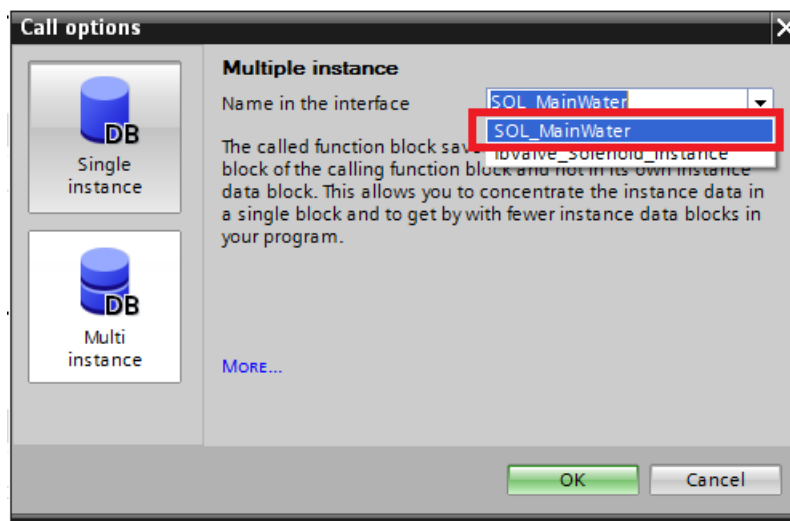 Call options
Multiple instance
Name in the interface
SOL_MainWater
SOL_MainWater
The called function block sav
block of the calling function block and not in its own instance
data block. This allows you to concentrate the instance data in
a single block and to get by with fewer instance data blocks in
your program.
DB
Single
instance
DB
Multi
instance
MORE...
OK
Cancel